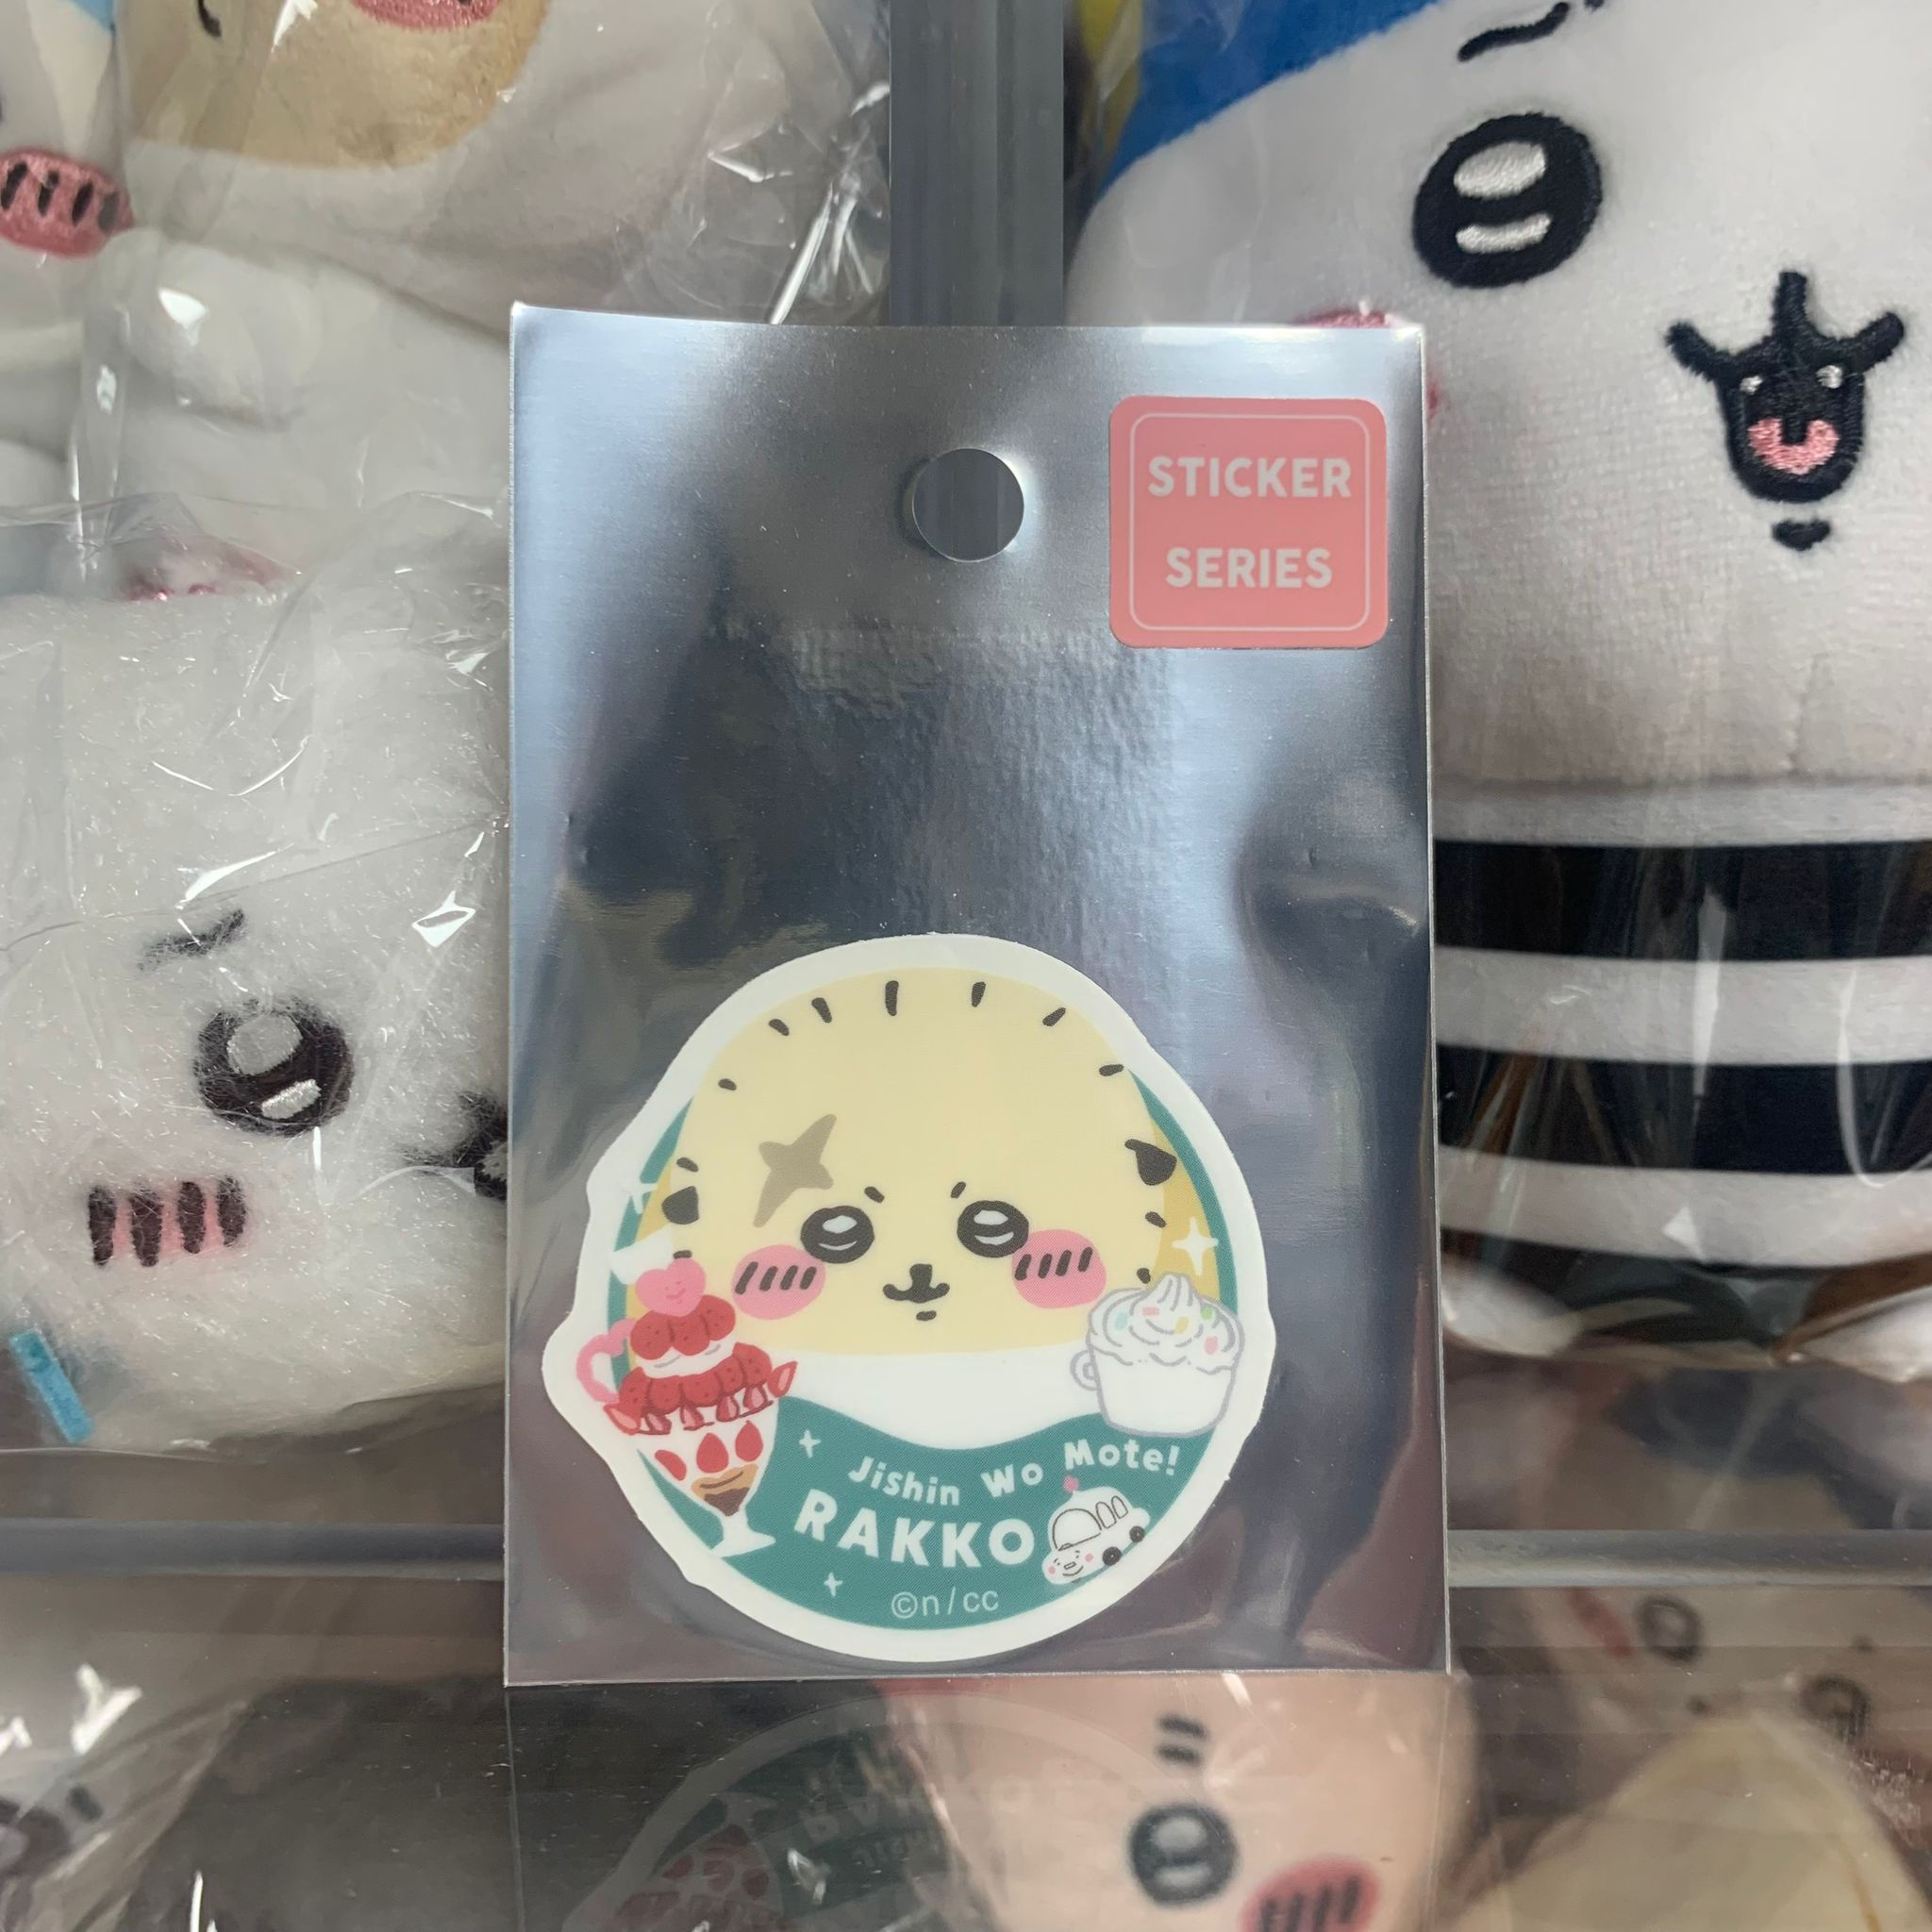 STICKER
SERIES
Jishin Wo Mote!
RAKKO
©n/cc